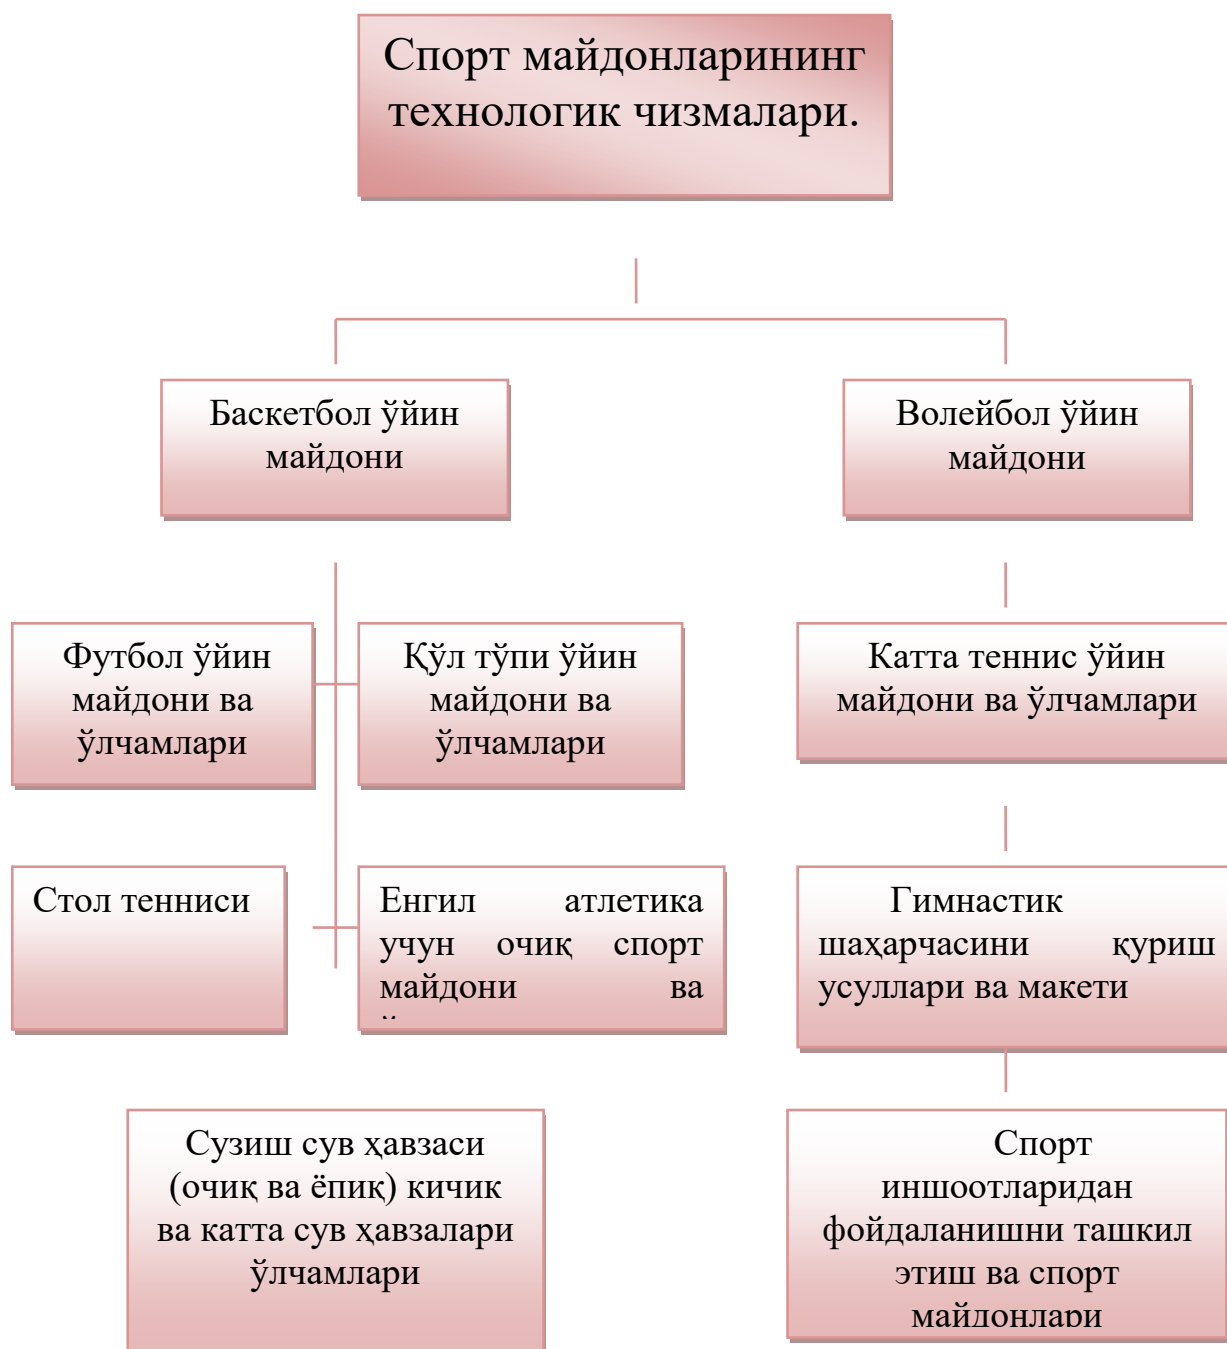 Спорт майдонларининг
технологик чизмалари.
Баскетбол ўйин
майдони
Волейбол ўйин
майдони
Футбол ўйин
майдони ва
ўлчамлари
Қўл тўпи ўйин
майдони ва
ўлчамлари
Катта теннис ўйин
майдони ва ўлчамлари
Стол тенниси
Енгил атлетика
учун очиқ спорт
майдони ва
Гимнастик
шаҳарчасини қуриш
усуллари ва макети
Сузиш сув ҳавзаси
(очиқ ва ёпиқ) кичик
ва катта сув ҳавзалари
ўлчамлари
Спорт
иншоотларидан
фойдаланишни ташкил
этиш ва спорт
майдонлари